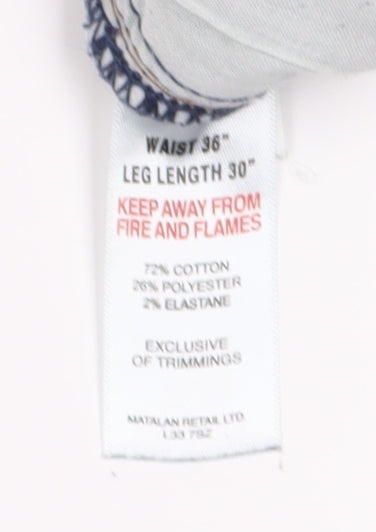 WAIST 36"
LEG LENGTH 30"
KEEP AWAY FROM
FIRE AND FLAMES
72% COTTON
26% POLYESTER
2% ELASTANE
EXCLUSIVE
OF TRIMMINGS
MATALAN RETAIL LTD.
L33 7SZ